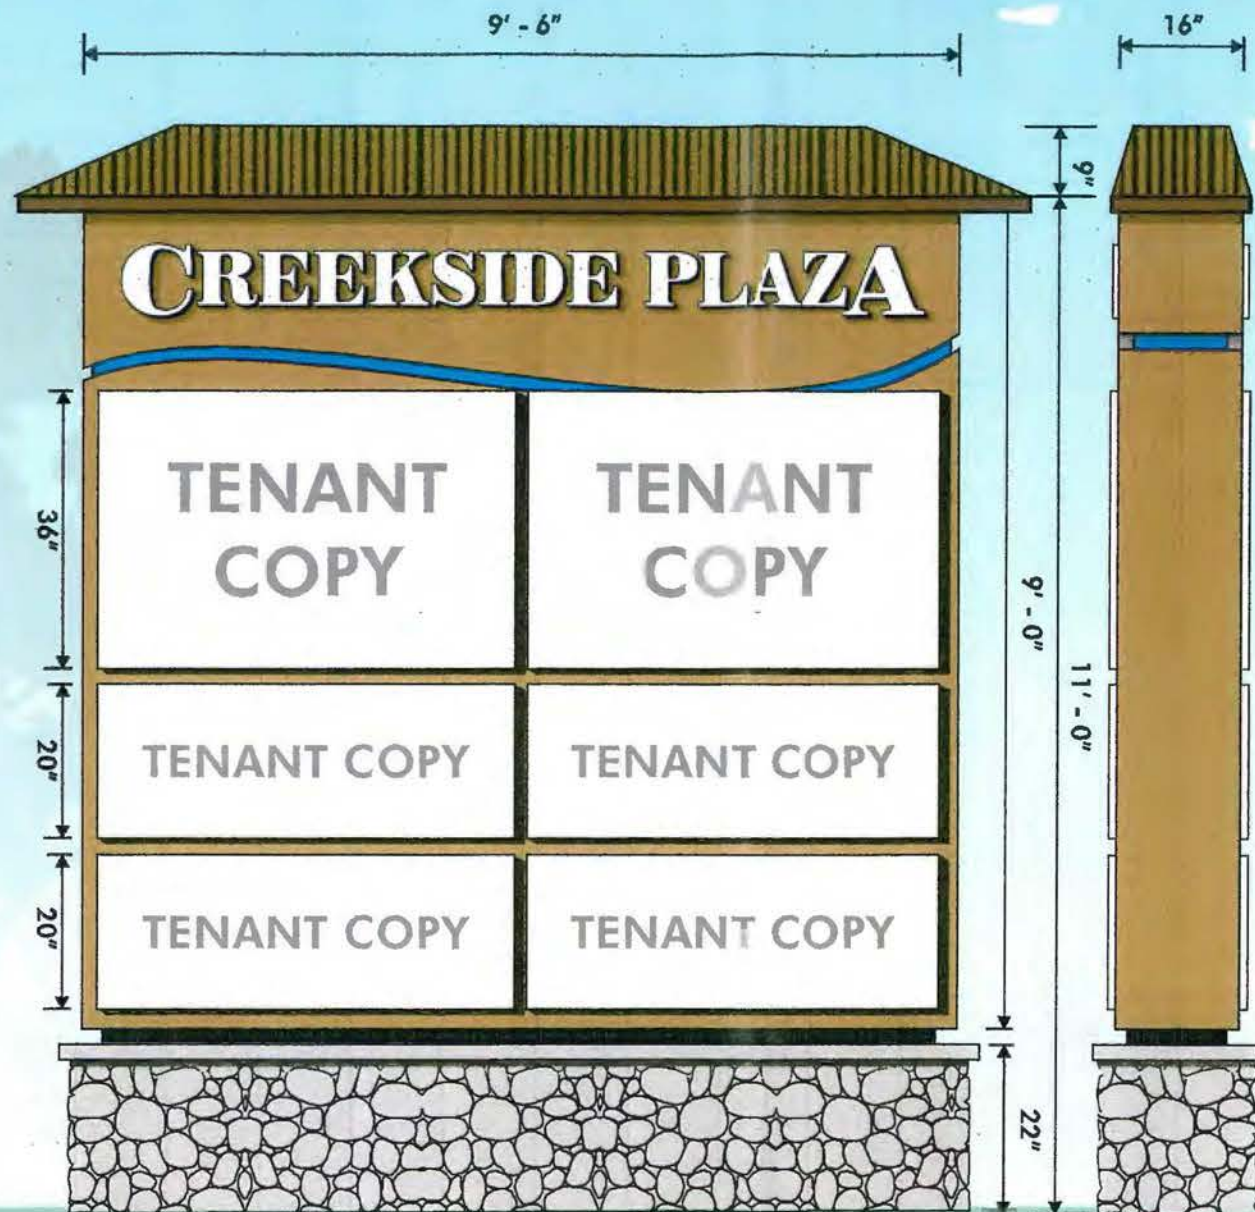 9' - 6"
16"
9"
CREEKSIDE PLAZA
TENANT
COPY
TENANT
COPY
36"
9' - 0"
11' - 0"
TENANT COPY
TENANT COPY
20"
TENANT COPY
TENANT COPY
20"
22"